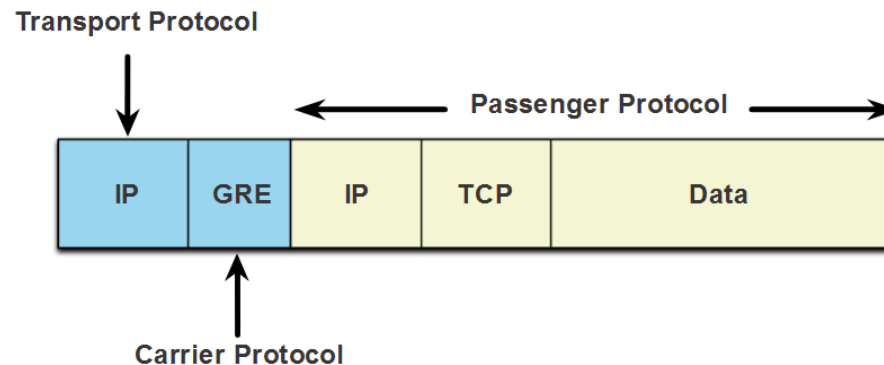 Transport Protocol
Passenger Protocol
IP GRE IP TCP Data
Carrier Protocol